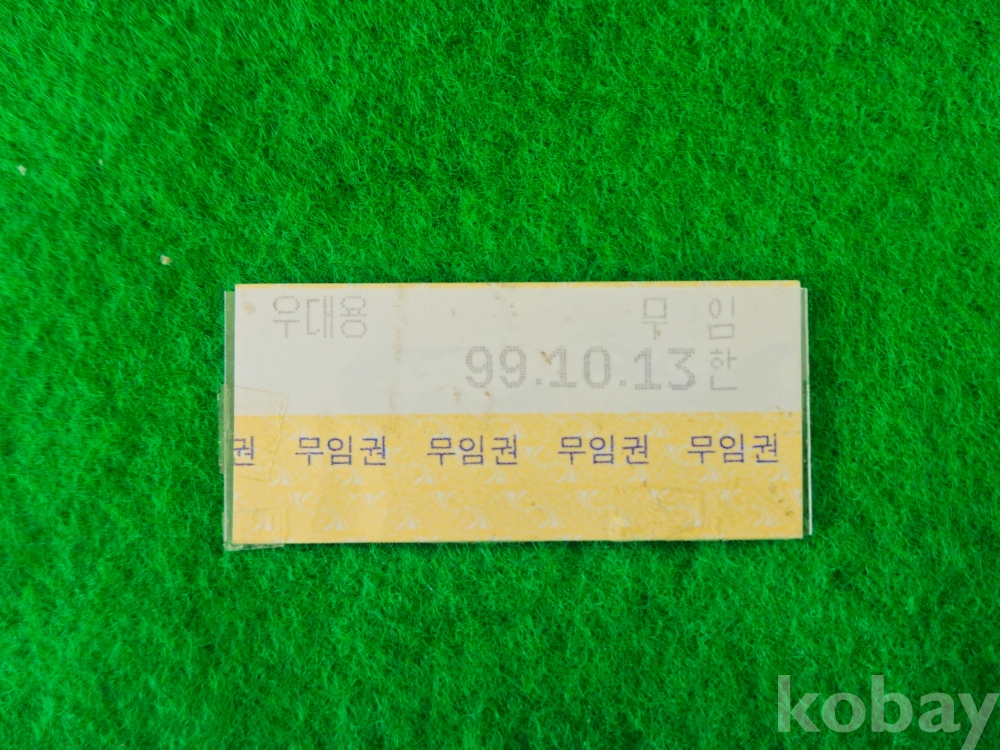 우대용 무 임
99.10.13 한
권 무임권 무임권 무임권 무임권
kobay